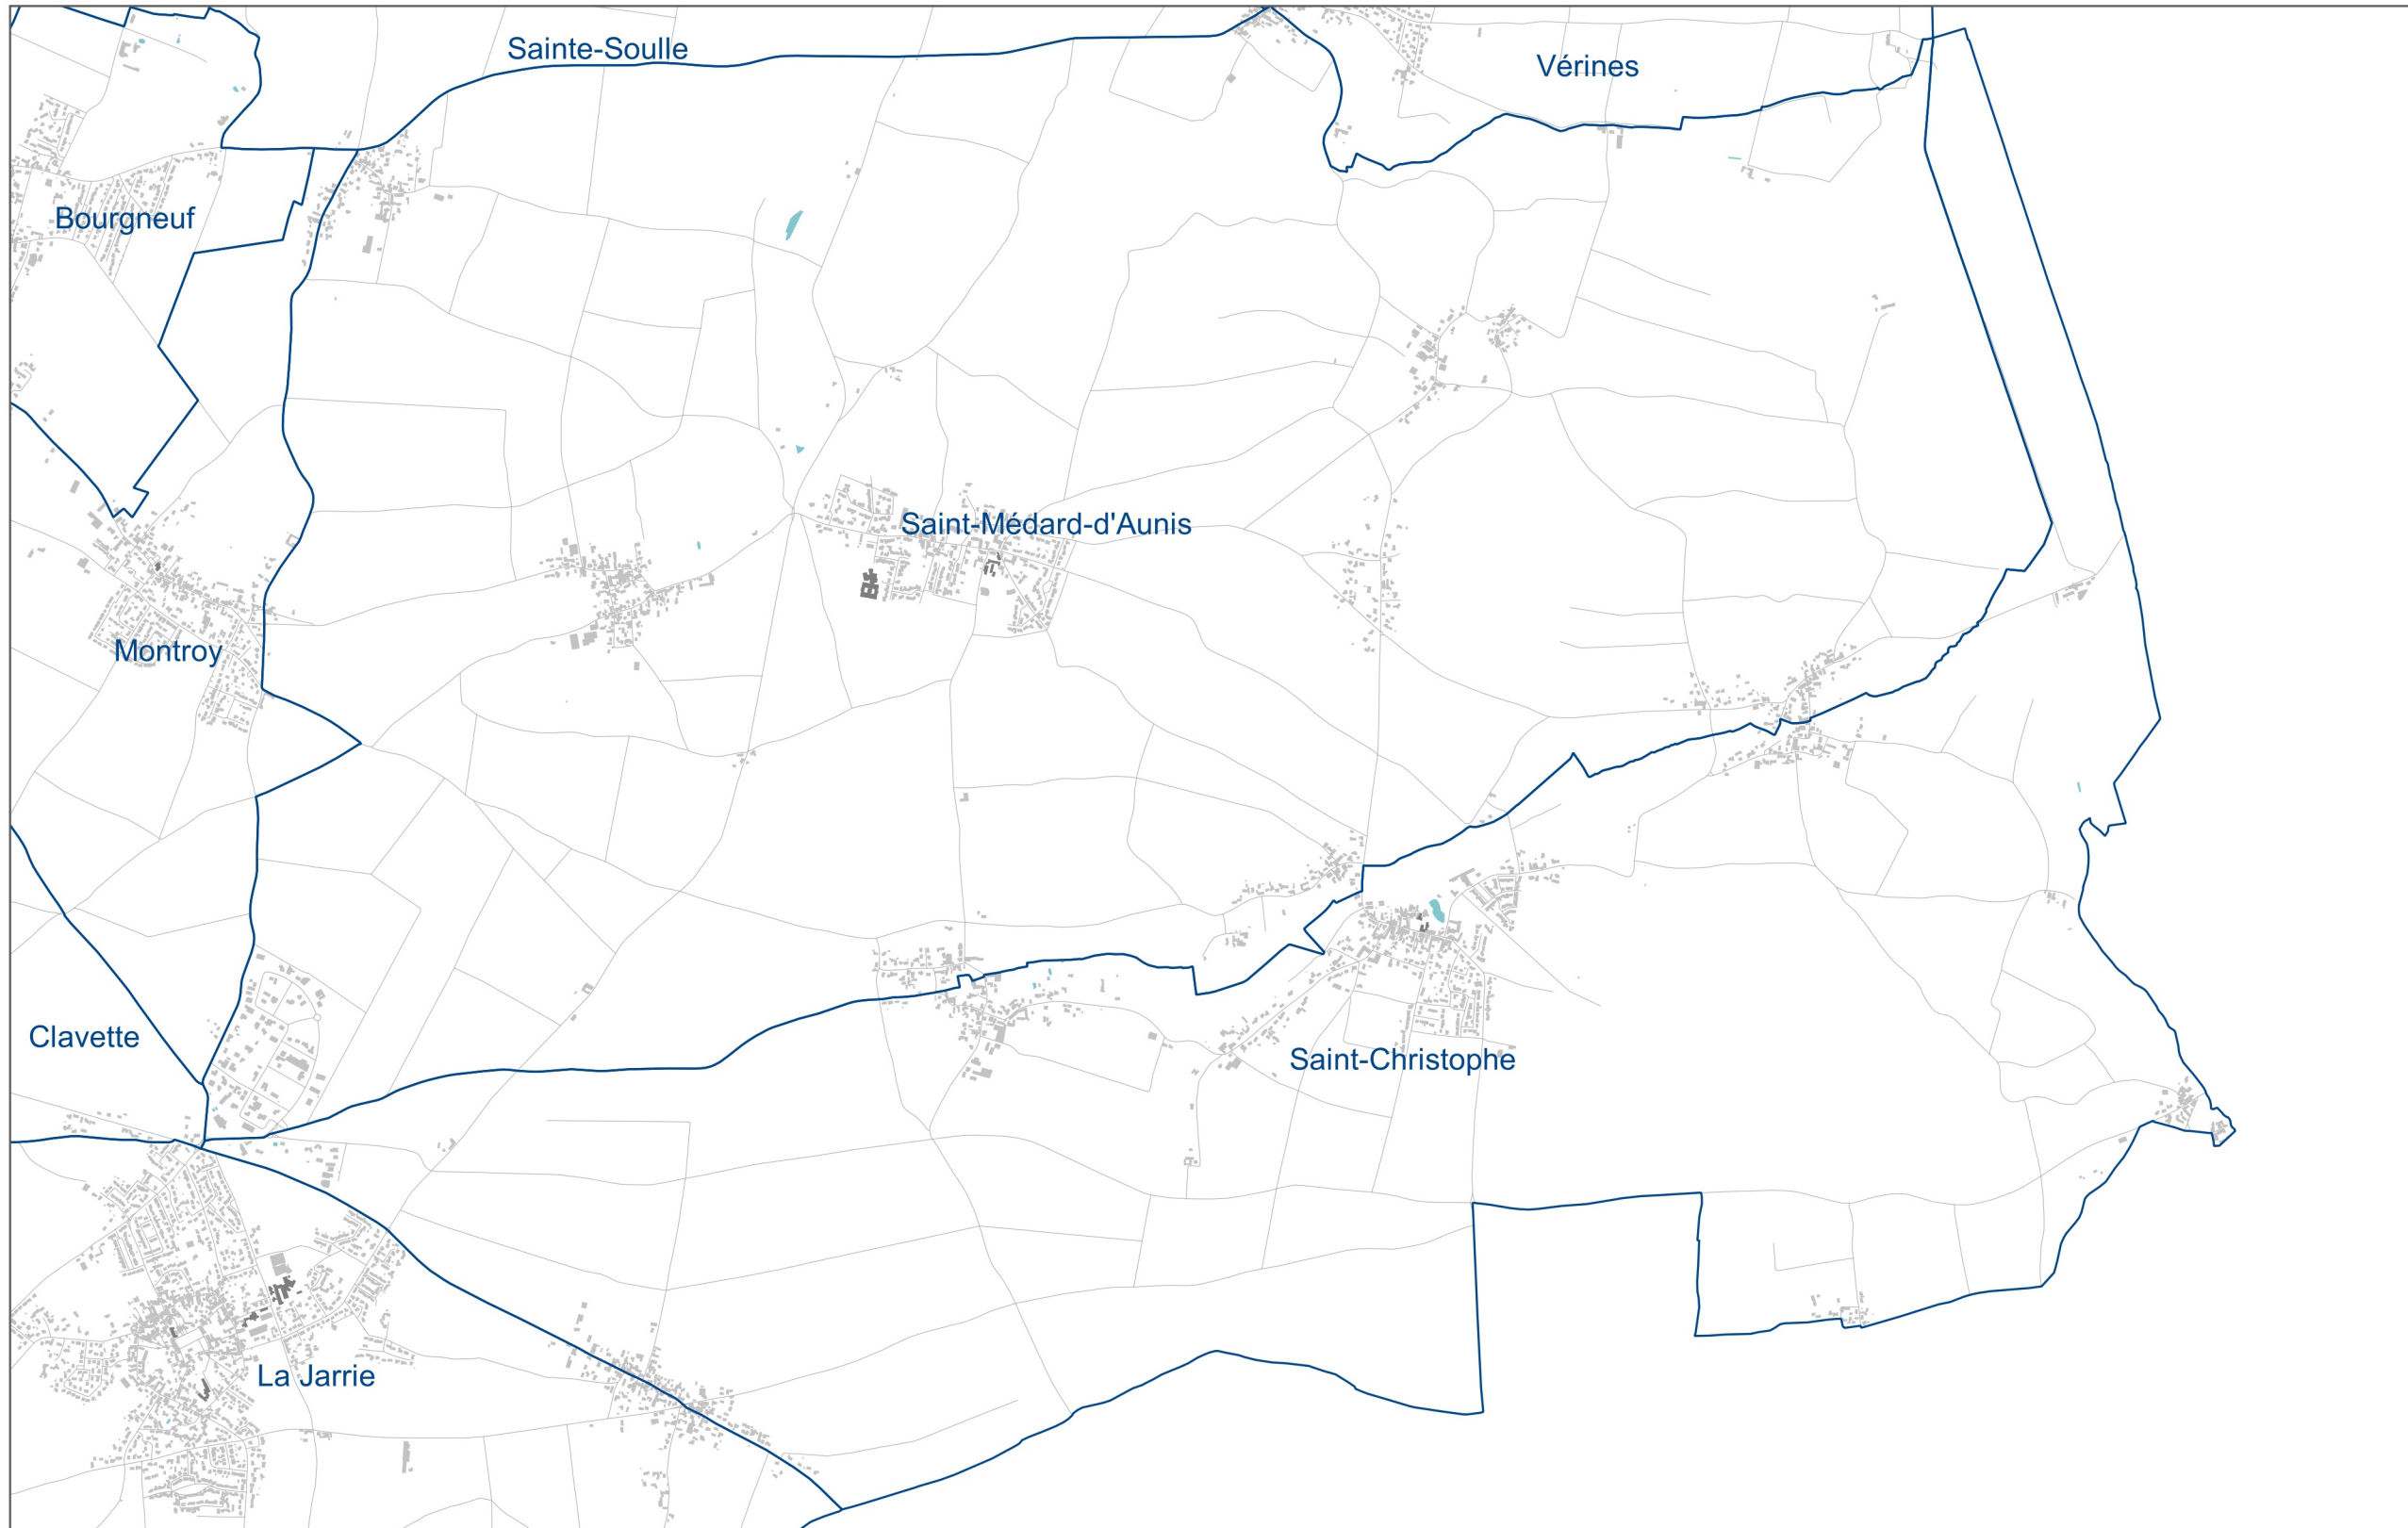 Sainte-Soulle
Vérines
Bourgneuf
Saint-Médard-d'Aunis
Montroy
Clavette
Saint-Christophe
La Jarrie